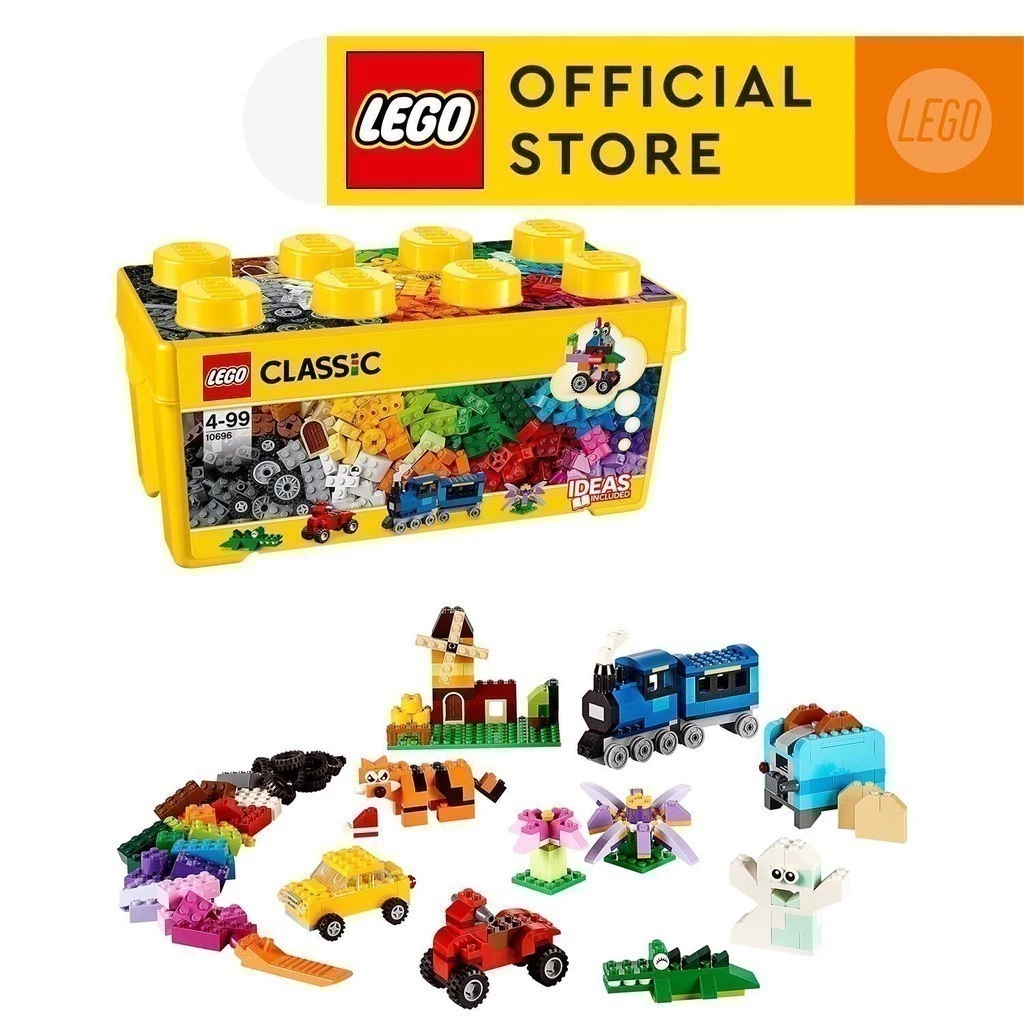 LEGO
OFFICIAL
STORE
LEGO
LEGO
CLASSIC
4-99
10696
IDEAS
INCLUDED